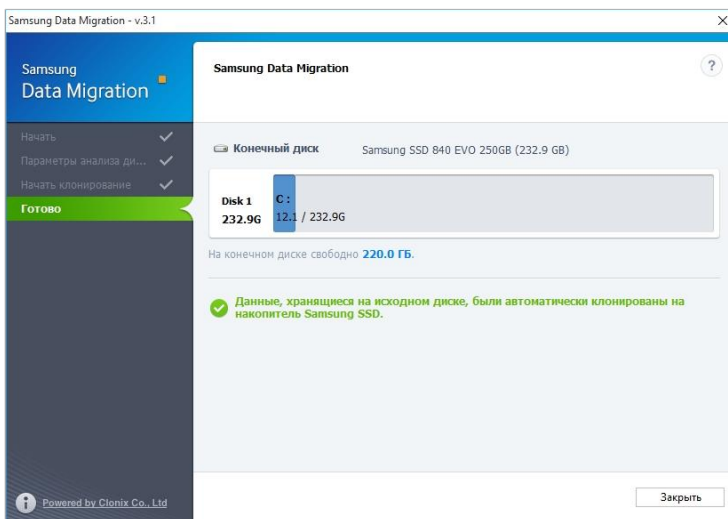 Samsung Data Migration - v.3.1
Samsung
Data Migration
Samsung Data Migration
?
Начать
Параметры анализа ди...
Начать клонирование
Готово
Конечный диск Samsung SSD 840 EVO 250GB (232.9 GB)
Disk 1
232.9G
C :
12.1 / 232.9G
На конечном диске свободно 220.0 ГБ.
Данные, хранящиеся на исходном диске, были автоматически клонированы на
накопитель Samsung SSD.
Powered by Clonix Co., Ltd
Закрыть